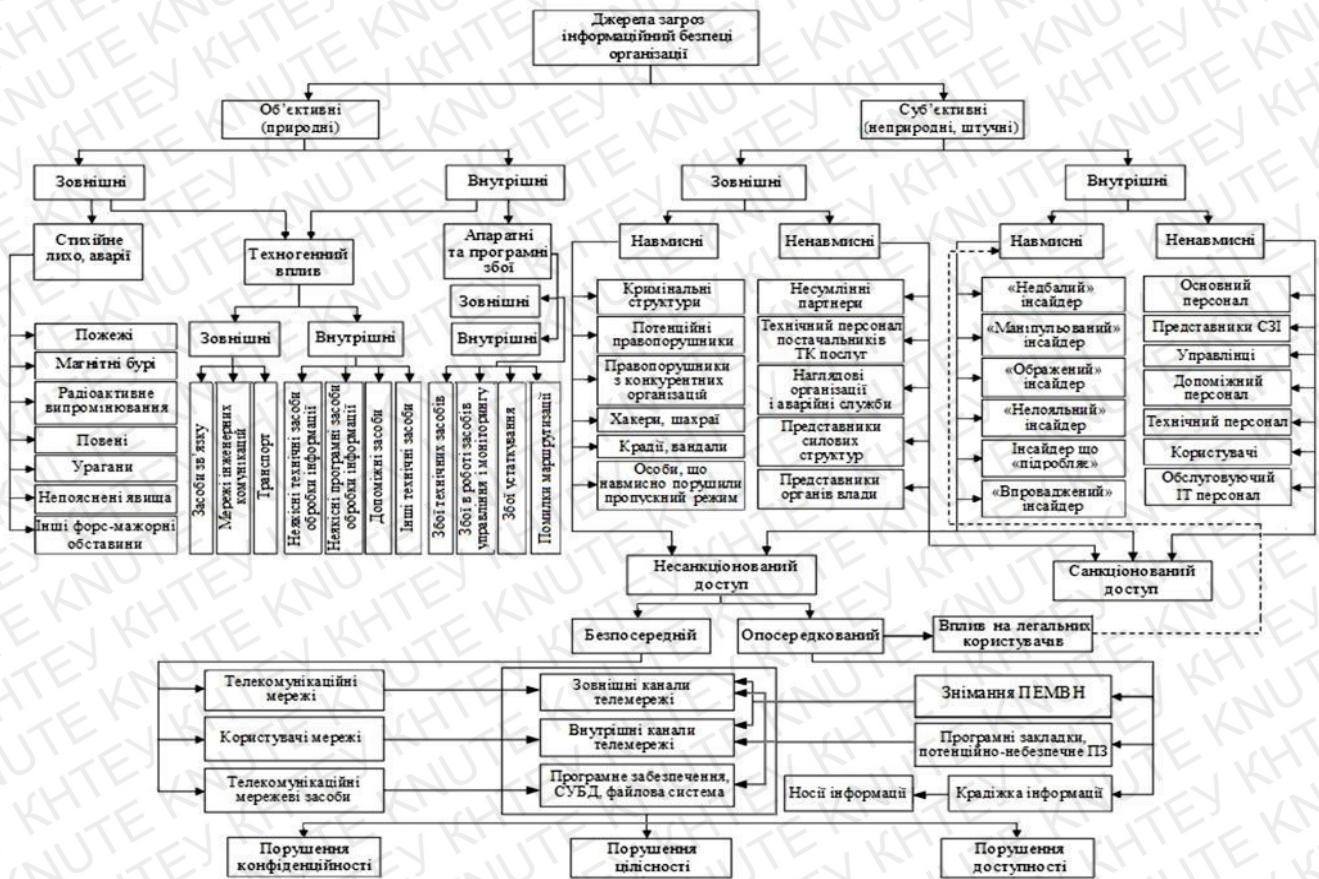 Джерела загроз
інформаційний безпеці
організації
Об’єктивні
(природні)
Суб’єктивні
(неприродні, штучні)
Зовнішні
Внутрішні
Зовнішні
Внутрішні
Стихійне
лихо, аварії
Техногенний
вплив
Апаратні
та програмні
збої
Навмисні
Ненавмисні
Навмисні
Ненавмисні
Зовнішні
Внутрішні
Зовнішні
Внутрішні
Пожежі
Магнітні бурі
Радіоактивне
випромінювання
Повені
Урагани
Непояснені явища
Інші форс-мажорні
обставини
Засоби зв’язку
Мережі інженерних
комунікацій
Транспорт
Неякісні технічні засоби
обробки інформації
Неякісні програмні засоби
обробки інформації
Допоміжні засоби
Інші технічні засоби
Збої технічних засобів
Збої в роботі засобів
управління і моніторингу
Збої устаткування
Помилки маршрутизації
Кримінальні
структури
Потенційні
правопорушники
Правопорушники
з конкурентних
організацій
Хакери, шахраї
Крадії, вандали
Особи, що
навмисно порушили
пропускний режим
Несумлінні
партнери
Технічний персонал
постачальників
ТК послуг
Наглядові
організації
і аварійні служби
Представники
силових
структур
Представники
органів влади
«Недбалий»
інсайдер
«Маніпульований»
інсайдер
«Ображений»
інсайдер
«Нелояльний»
інсайдер
Інсайдер що
«підробляє»
«Впроваджений»
інсайдер
Основний
персонал
Представники СЗІ
Управлінці
Допоміжний
персонал
Технічний персонал
Користувачі
Обслуговуючий
ІТ персонал
Несанкціонований
доступ
Санкціонований
доступ
Безпосередній
Опосередкований
Вплив на легальних
користувачів
Телекомунікаційні
мережі
Користувачі мережі
Телекомунікаційні
мережеві засоби
Зовнішні канали
телемережі
Внутрішні канали
телемережі
Програмне забезпечення,
СУБД, файлова система
Знімання ПЕМВН
Програмні закладки,
потенційно-небезпечне ПЗ
Носії інформації
Крадіжка інформації
Порушення
конфіденційності
Порушення
цілісності
Порушення
доступності